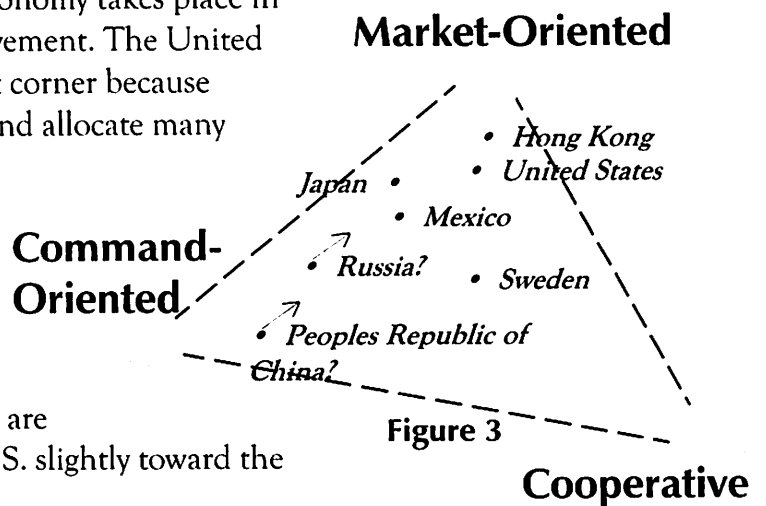 onomy takes place in
vement. The United
corner because
nd allocate many
Market-Oriented
Hong Kong
United States
Japan
Mexico
Command-
Oriented
Russia?
Sweden
Peoples Republic of
China?
Figure 3
are
S. slightly toward the
Cooperative